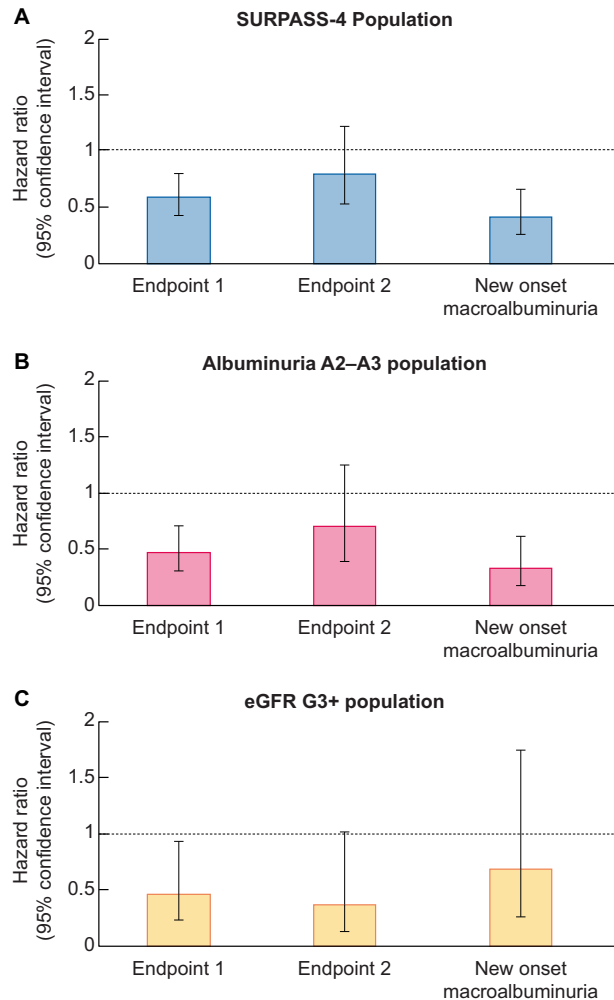 A
SURPASS-4 Population
Hazard ratio
(95% confidence interval)
2
1.5
1
0.5
0
Endpoint 1
Endpoint 2
New onset
macroalbuminuria
B
Albuminuria A2–A3 population
Hazard ratio
(95% confidence interval)
2
1.5
1
0.5
0
Endpoint 1
Endpoint 2
New onset
macroalbuminuria
C
eGFR G3+ population
Hazard ratio
(95% confidence interval)
2
1.5
1
0.5
0
Endpoint 1
Endpoint 2
New onset
macroalbuminuria